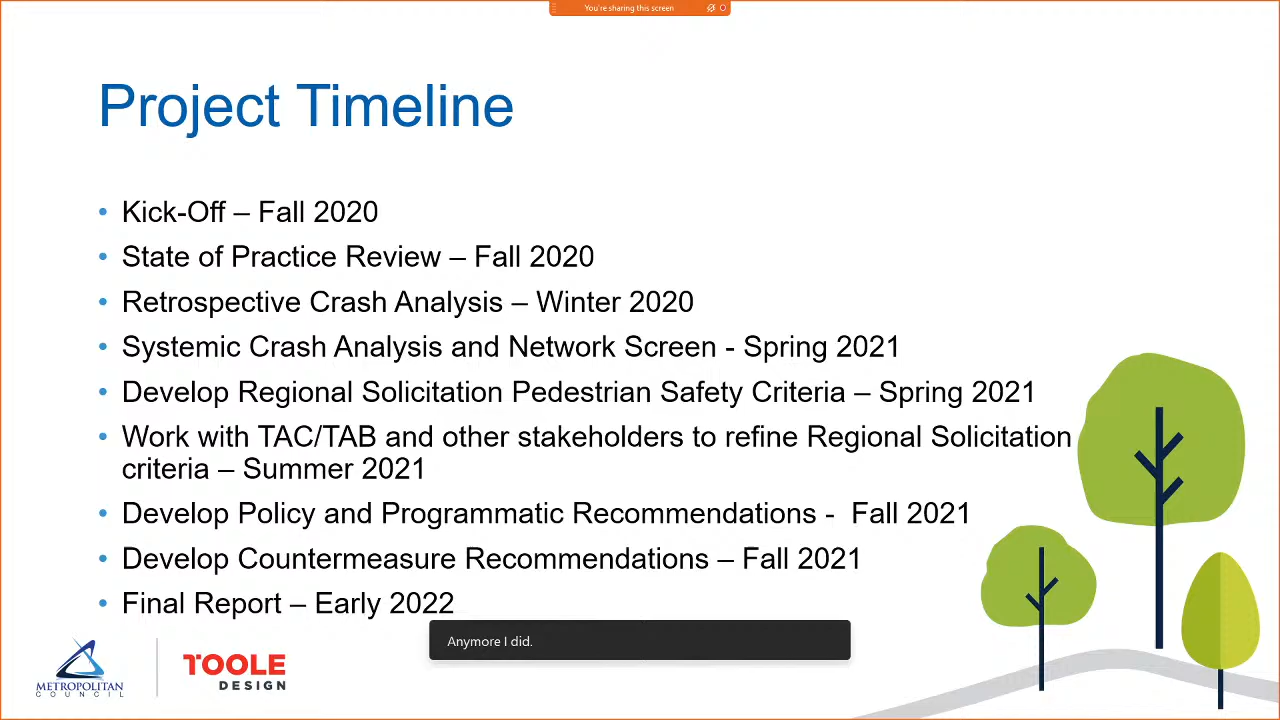 You're sharing this screen
Project Timeline
• Kick-Off – Fall 2020
• State of Practice Review – Fall 2020
• Retrospective Crash Analysis – Winter 2020
• Systemic Crash Analysis and Network Screen - Spring 2021
• Develop Regional Solicitation Pedestrian Safety Criteria – Spring 2021
• Work with TAC/TAB and other stakeholders to refine Regional Solicitation
criteria – Summer 2021
• Develop Policy and Programmatic Recommendations -  Fall 2021
• Develop Countermeasure Recommendations – Fall 2021
• Final Report – Early 2022
Anymore I did.
METROPOLITAN
COUNCIL
TOOLE
DESIGN